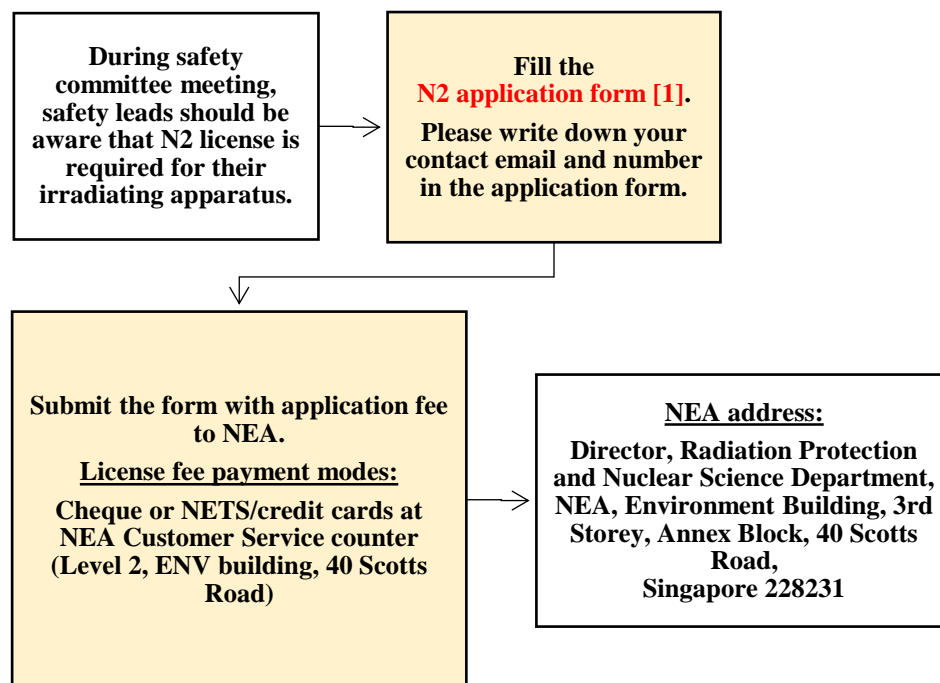 During safety
committee meeting,
safety leads should be
aware that N2 license is
required for their
irradiating apparatus.
Fill the
N2 application form [1].
Please write down your
contact email and number
in the application form.
Submit the form with application fee
to NEA.
License fee payment modes:
Cheque or NETS/credit cards at
NEA Customer Service counter
(Level 2, ENV building, 40 Scotts
Road)
NEA address:
Director, Radiation Protection
and Nuclear Science Department,
NEA, Environment Building, 3rd
Storey, Annex Block, 40 Scotts
Road,
Singapore 228231